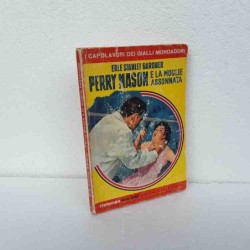 I CAPOLAVORI DEI GIALLI MONDADORI
ERLE STANLEY GARDNER
PERRY MASON
E LA MOGLIE
ASSONNATA